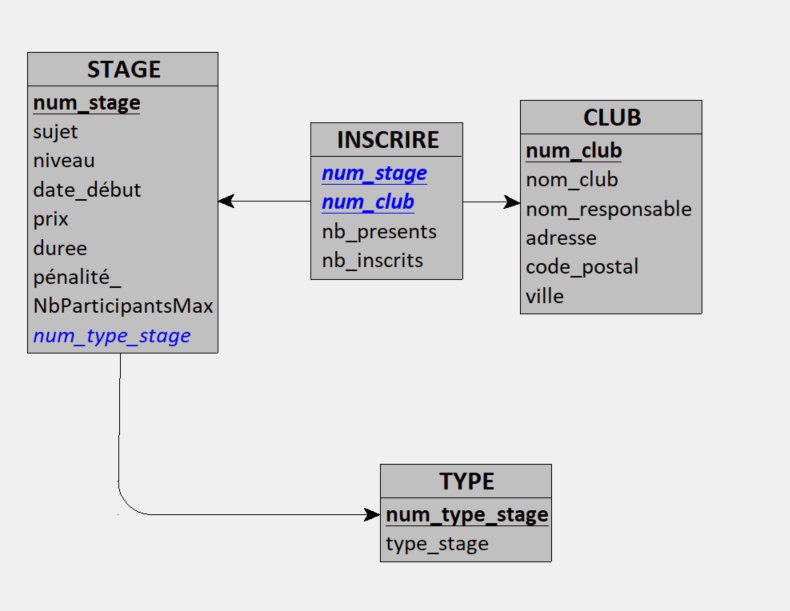 STAGE
num_stage
sujet
niveau
date_début
prix
duree
pénalité_
NbParticipantsMax
num_type_stage
INSCRIRE
num_stage
num_club
nb_presents
nb_inscrits
CLUB
num_club
nom_club
nom_responsable
adresse
code_postal
ville
TYPE
num_type_stage
type_stage